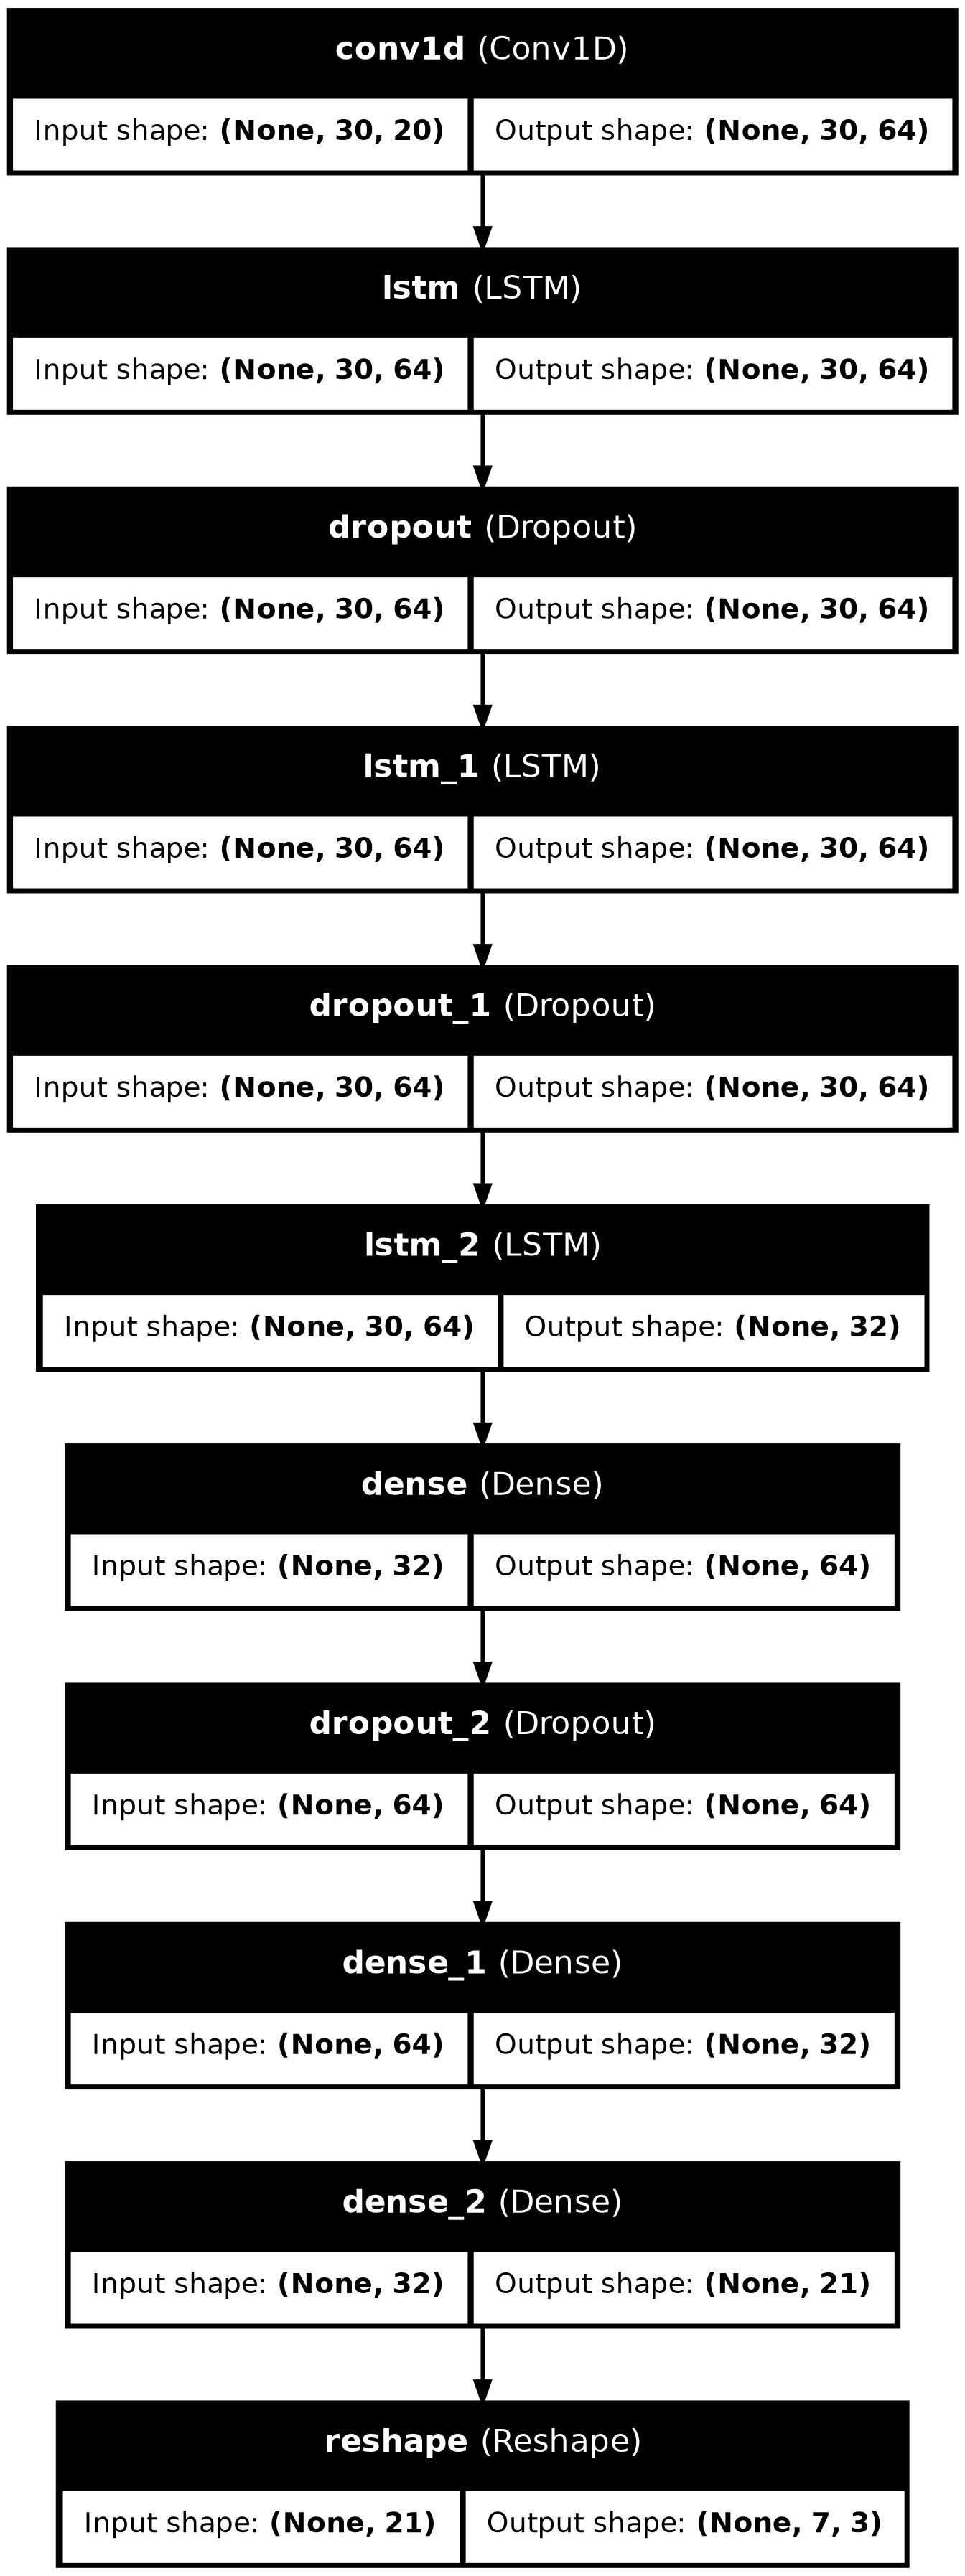 conv1d (Conv1D)
Input shape: (None, 30, 20) Output shape: (None, 30, 64)
lstm (LSTM)
Input shape: (None, 30, 64) Output shape: (None, 30, 64)
dropout (Dropout)
Input shape: (None, 30, 64) Output shape: (None, 30, 64)
lstm_1 (LSTM)
Input shape: (None, 30, 64) Output shape: (None, 30, 64)
dropout_1 (Dropout)
Input shape: (None, 30, 64) Output shape: (None, 30, 64)
lstm_2 (LSTM)
Input shape: (None, 30, 64) Output shape: (None, 32)
dense (Dense)
Input shape: (None, 32) Output shape: (None, 64)
dropout_2 (Dropout)
Input shape: (None, 64) Output shape: (None, 64)
dense_1 (Dense)
Input shape: (None, 64) Output shape: (None, 32)
dense_2 (Dense)
Input shape: (None, 32) Output shape: (None, 21)
reshape (Reshape)
Input shape: (None, 21) Output shape: (None, 7, 3)